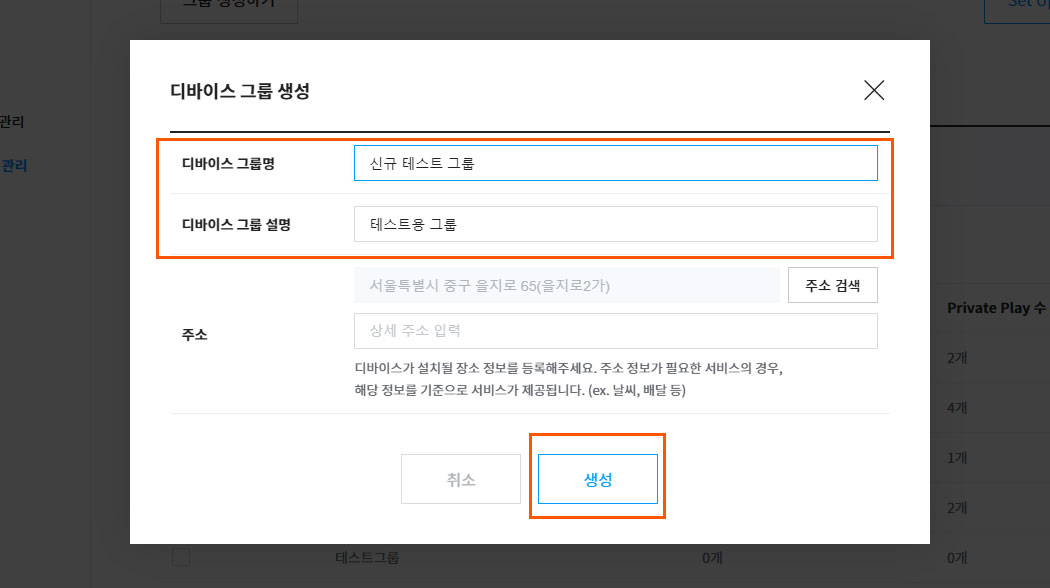 그룹 생성하기
Set Up
디바이스 그룹 생성
관리
디바이스 그룹명
신규 테스트 그룹
관리
디바이스 그룹 설명
테스트용 그룹
서울특별시 중구 을지로 65(을지로2가)
주소 검색
Private Play 수
주소
상세 주소 입력
2개
디바이스가 설치될 장소 정보를 등록해주세요. 주소 정보가 필요한 서비스의 경우,
해당 정보를 기준으로 서비스가 제공됩니다. (ex. 날씨, 배달 등)
4개
1개
취소
생성
2개
테스트그룹
0개
0개